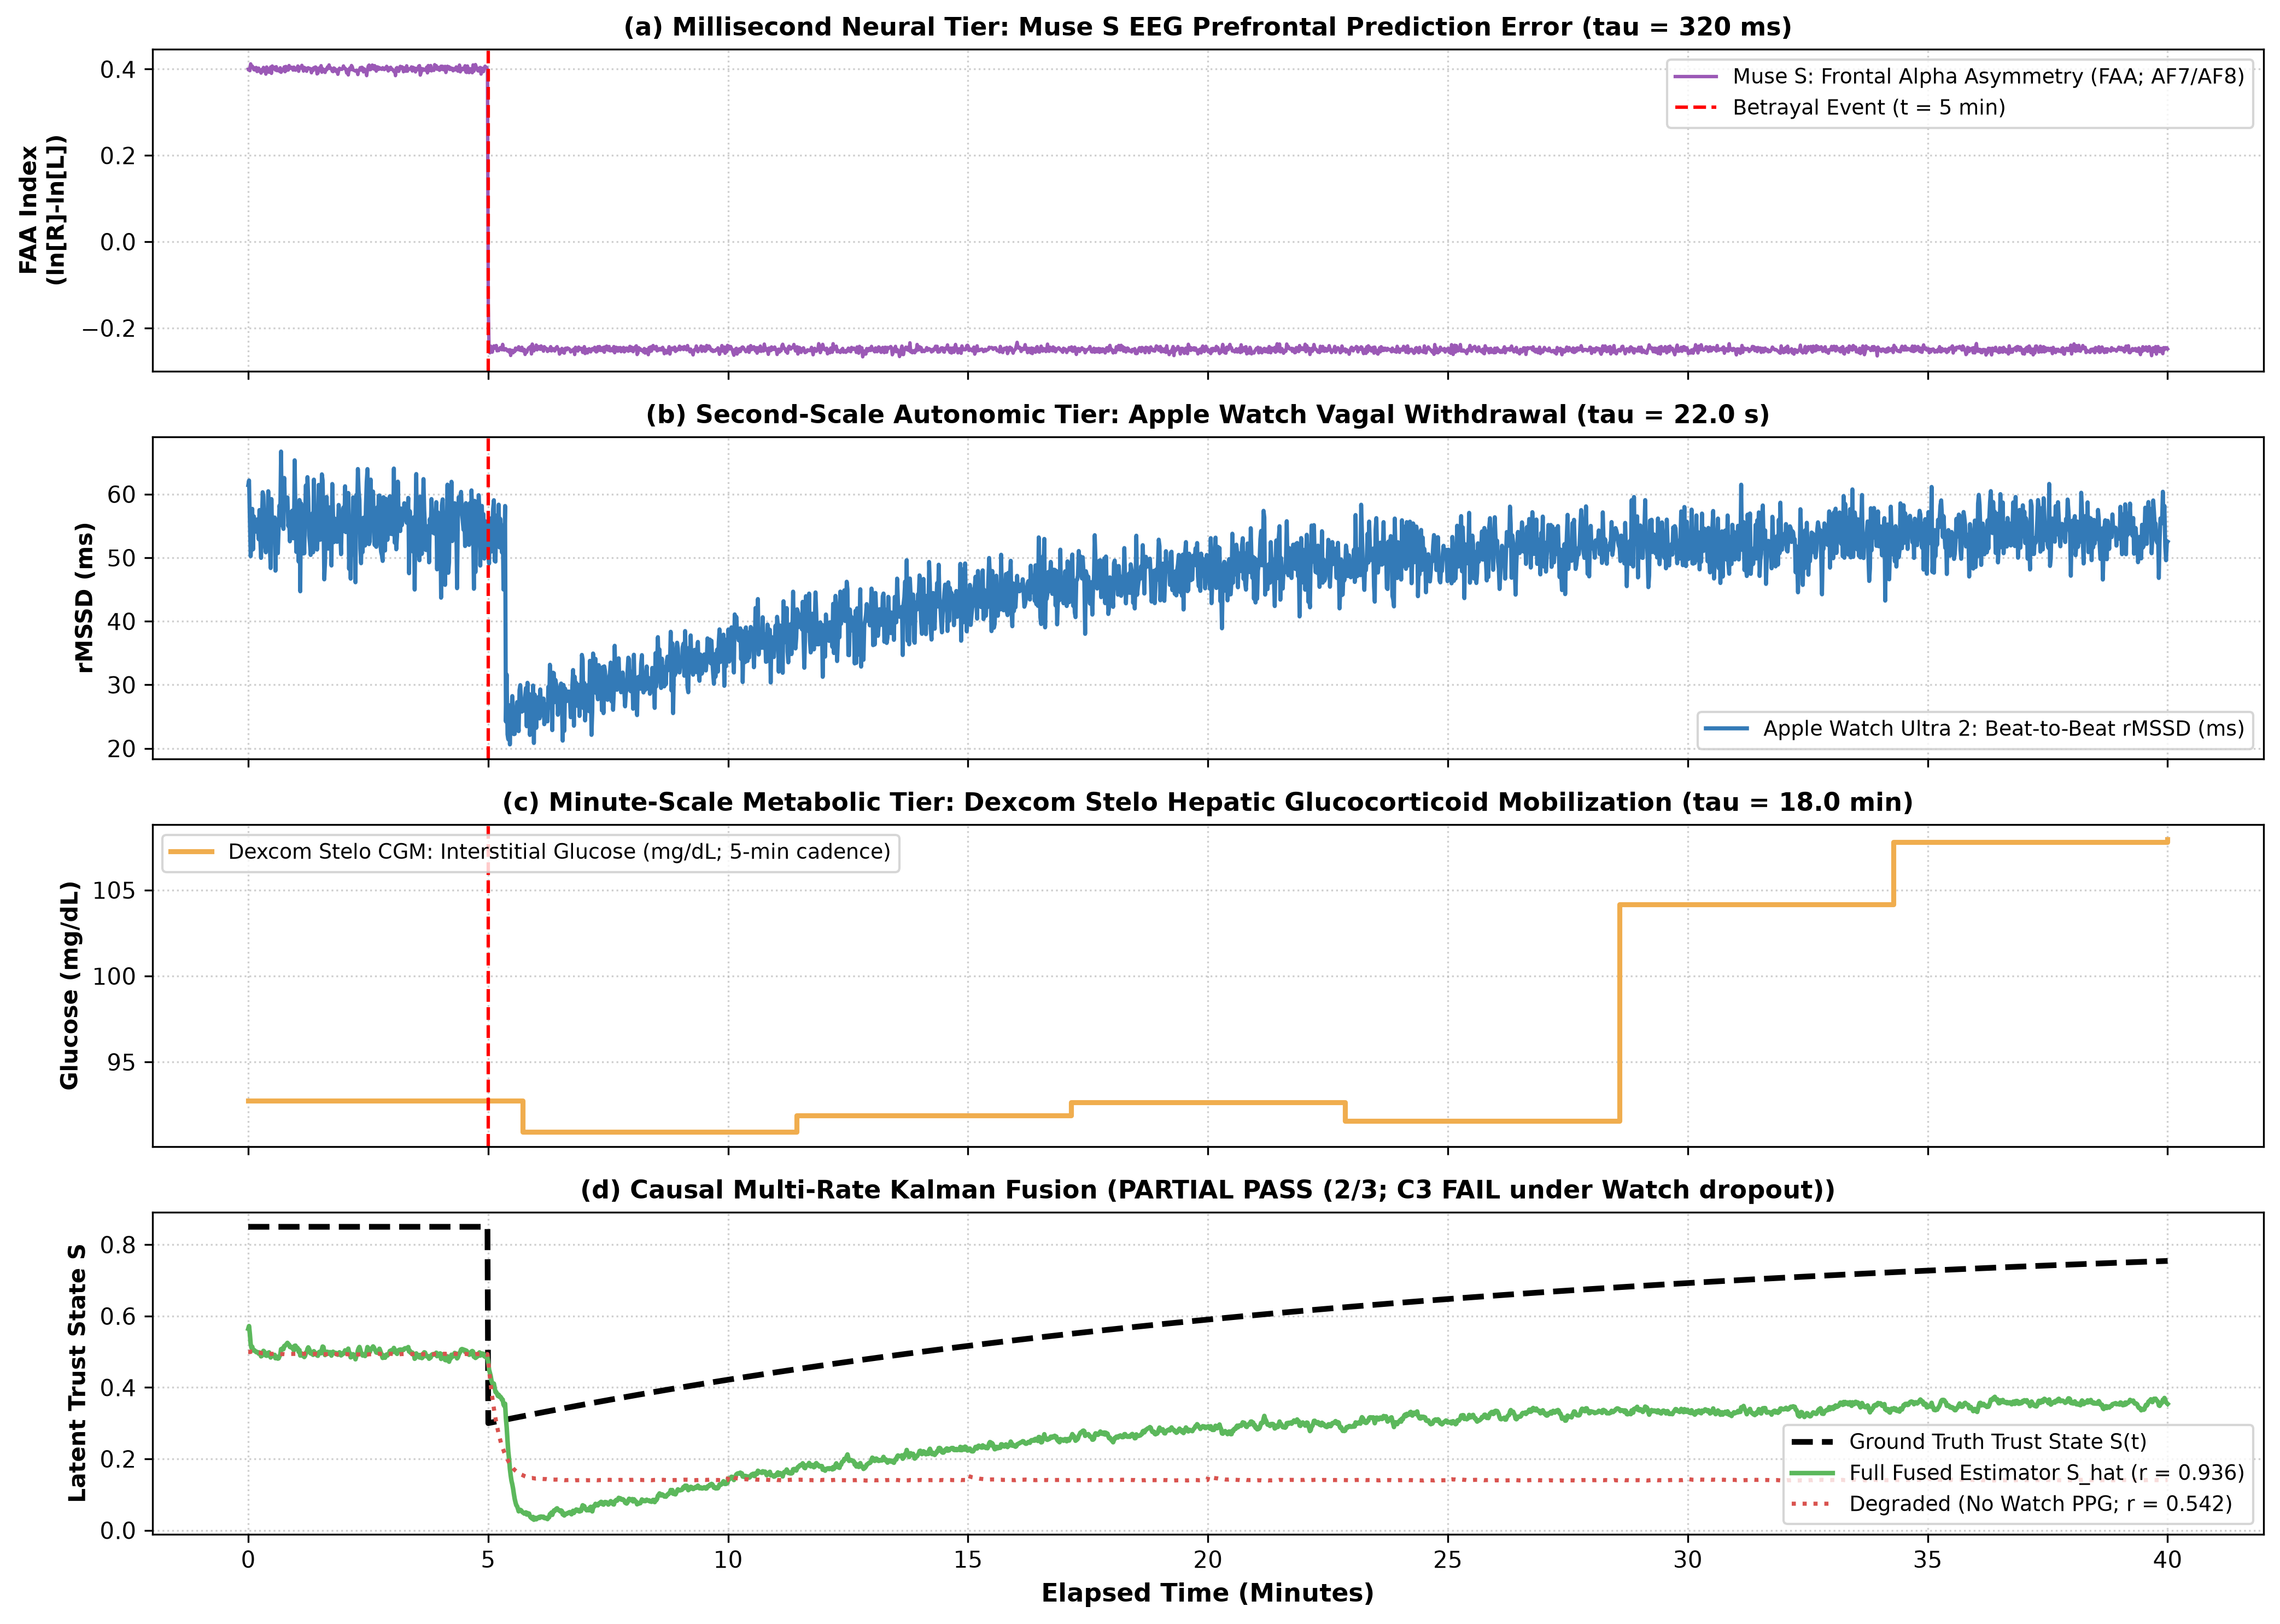 (a) Millisecond Neural Tier: Muse S EEG Prefrontal Prediction Error (tau = 320 ms)
FAA Index
(ln[R]-ln[L])
0.4
0.2
0.0
−0.2
Muse S: Frontal Alpha Asymmetry (FAA; AF7/AF8)
Betrayal Event (t = 5 min)
(b) Second-Scale Autonomic Tier: Apple Watch Vagal Withdrawal (tau = 22.0 s)
rMSSD (ms)
60
50
40
30
20
Apple Watch Ultra 2: Beat-to-Beat rMSSD (ms)
(c) Minute-Scale Metabolic Tier: Dexcom Stelo Hepatic Glucocorticoid Mobilization (tau = 18.0 min)
Glucose (mg/dL)
105
100
95
Dexcom Stelo CGM: Interstitial Glucose (mg/dL; 5-min cadence)
(d) Causal Multi-Rate Kalman Fusion (PARTIAL PASS (2/3; C3 FAIL under Watch dropout))
Latent Trust State S
0.8
0.6
0.4
0.2
0.0
Ground Truth Trust State S(t)
Full Fused Estimator S_hat (r = 0.936)
Degraded (No Watch PPG; r = 0.542)
0 5 10 15 20 25 30 35 40
Elapsed Time (Minutes)